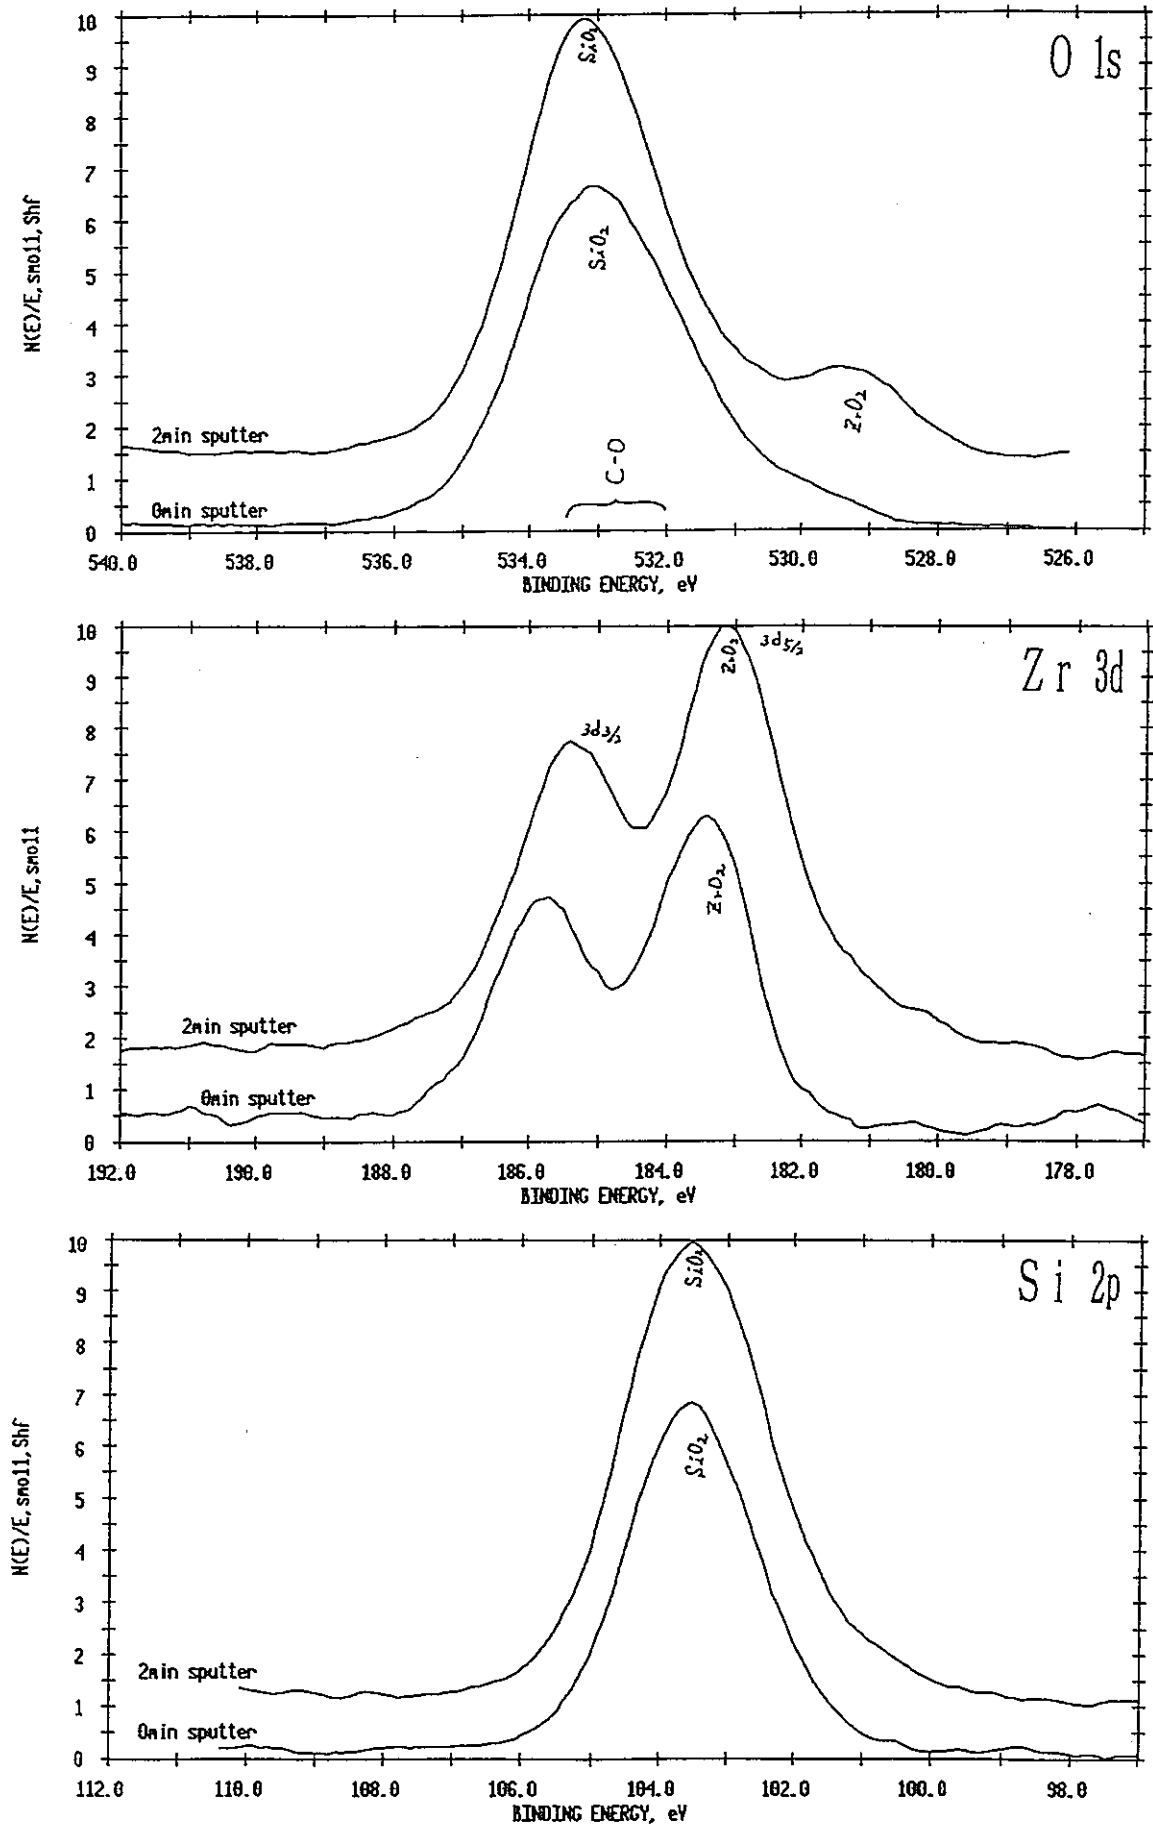 O 1s
N(E)/E, smo11, Shf
10
9
8
7
6
5
4
3
2
1
0
SiO2
SiO2
ZrO2
C-O
2min sputter
0min sputter
540.0 538.0 536.0 534.0 532.0 530.0 528.0 526.0
BINDING ENERGY, eV
Zr 3d
N(E)/E, smo11
10
9
8
7
6
5
4
3
2
1
0
ZrO2
3d5/2
3d3/2
ZrO2
2min sputter
0min sputter
192.0 190.0 188.0 186.0 184.0 182.0 180.0 178.0
BINDING ENERGY, eV
Si 2p
N(E)/E, smo11, Shf
10
9
8
7
6
5
4
3
2
1
0
SiO2
SiO2
2min sputter
0min sputter
112.0 110.0 108.0 106.0 104.0 102.0 100.0 98.0
BINDING ENERGY, eV